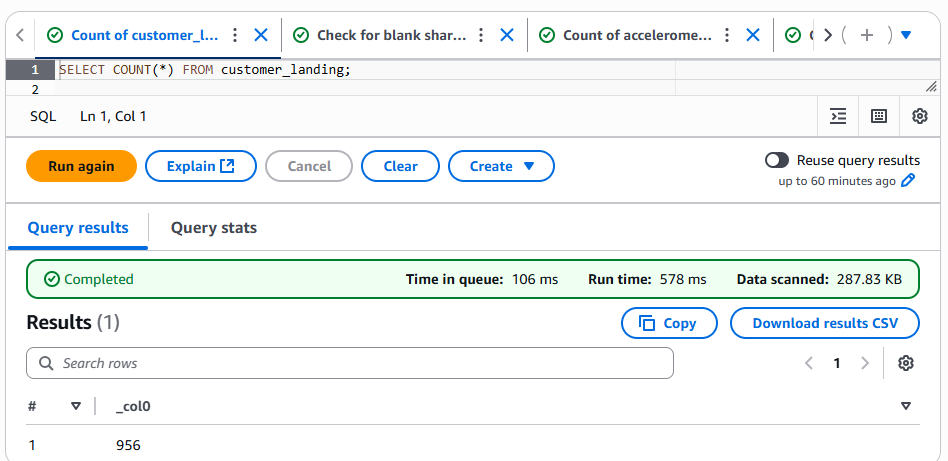 Count of customer_l... Check for blank shar... Count of accelerome...
1 SELECT COUNT(*) FROM customer_landing;
2
SQL Ln 1, Col 1
Run again Explain Cancel Clear Create Reuse query results
up to 60 minutes ago
Query results Query stats
Completed Time in queue: 106 ms Run time: 578 ms Data scanned: 287.83 KB
Results (1) Copy Download results CSV
Search rows 1
# _col0
1 956